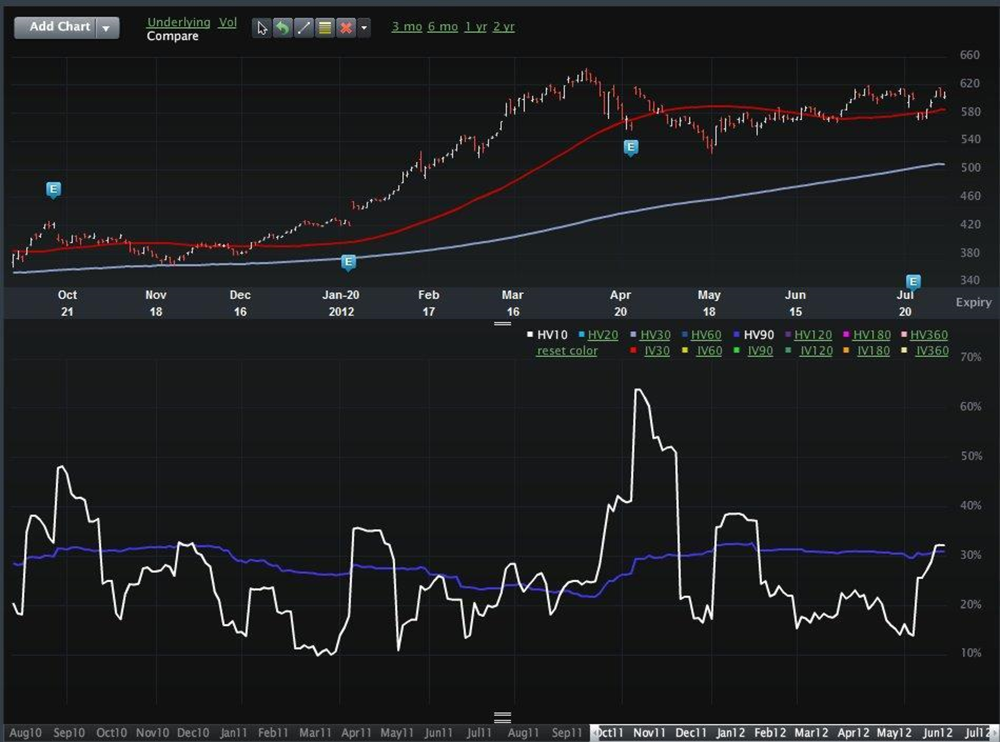 Add Chart Underlying Vol 3 mo 6 mo 1 yr 2 yr
Compare
660
620
580
540
500
460
420
380
340
E
E
E
E
Oct Nov Dec Jan-20 Feb Mar Apr May Jun Jul
Expiry
21 18 16 2012 17 16 20 18 15 20
HV10 HV20 HV30 HV60 HV90 HV120 HV180 HV360
reset color IV30 IV60 IV90 IV120 IV180 IV360
70%
60%
50%
40%
30%
20%
10%
Aug10 Sep10 Oct10 Nov10 Dec10 Jan11 Feb11 Mar11 Apr11 May11 Jun11 Jul11 Aug11 Sep11 Oct11 Nov11 Dec11 Jan12 Feb12 Mar12 Apr12 May12 Jun12 Jul12